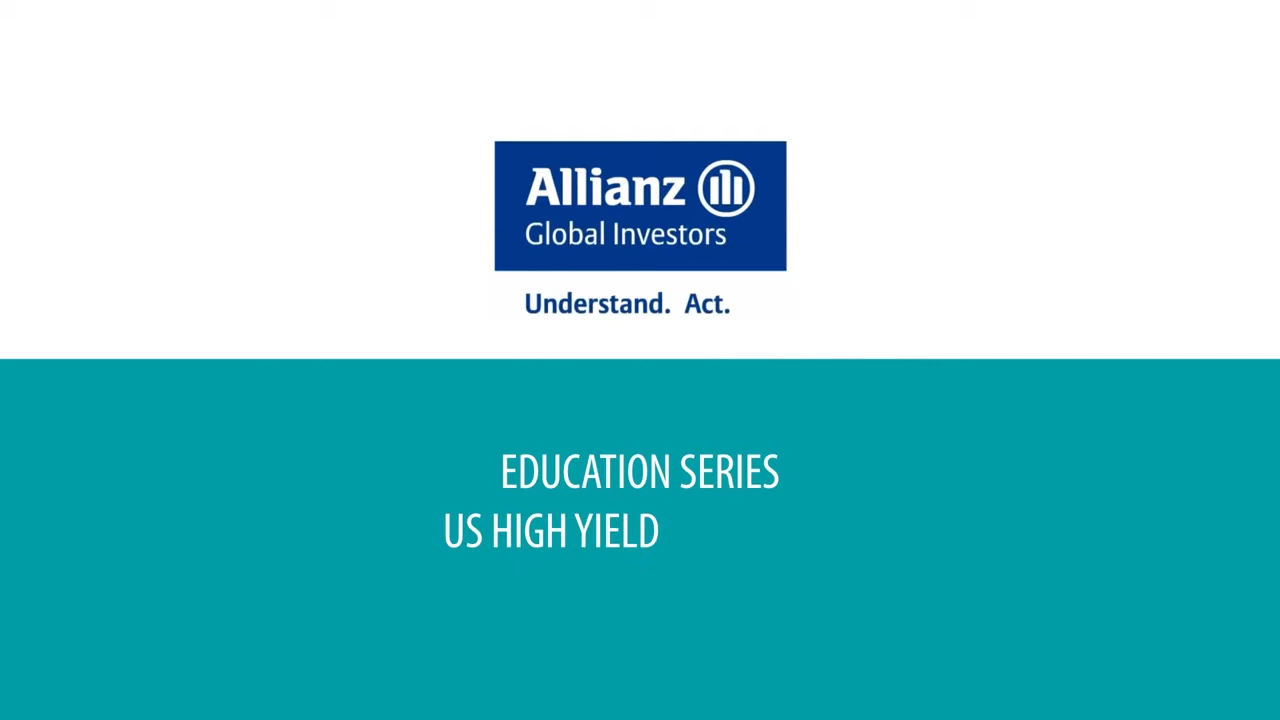 Allianz
Global Investors
Understand. Act.
EDUCATION SERIES
US HIGH YIELD